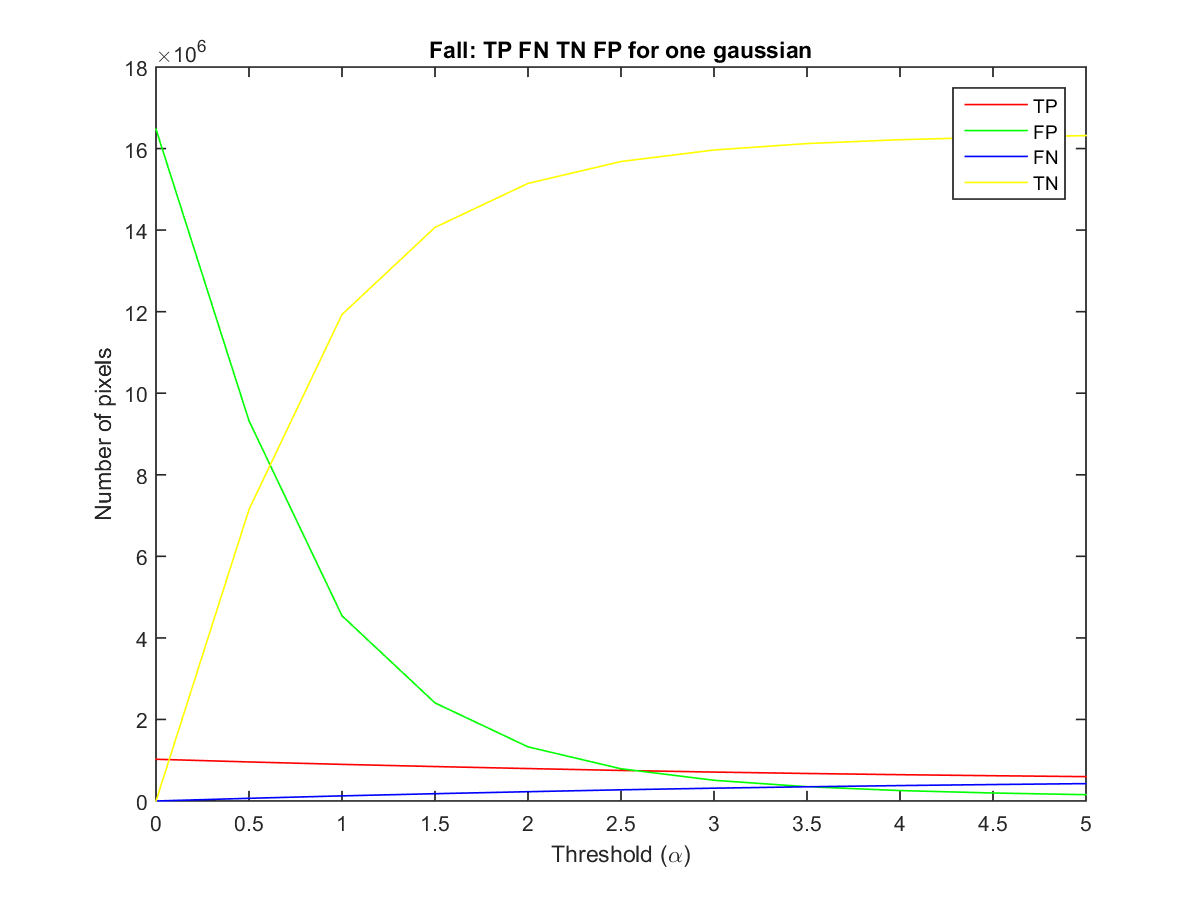 Fall: TP FN TN FP for one gaussian
×10⁶
18
16
14
12
10
8
6
4
2
0
Number of pixels
0 0.5 1 1.5 2 2.5 3 3.5 4 4.5 5
Threshold (α)
TP
FP
FN
TN